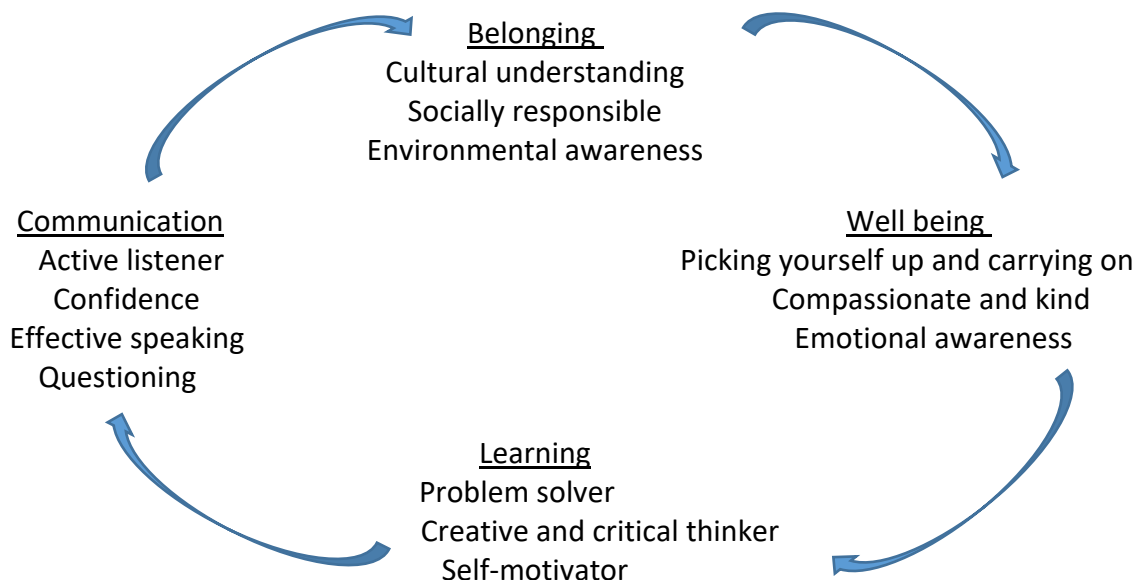 Belonging
Cultural understanding
Socially responsible
Environmental awareness
Communication
Active listener
Confidence
Effective speaking
Questioning
Well being
Picking yourself up and carrying on
Compassionate and kind
Emotional awareness
Learning
Problem solver
Creative and critical thinker
Self-motivator